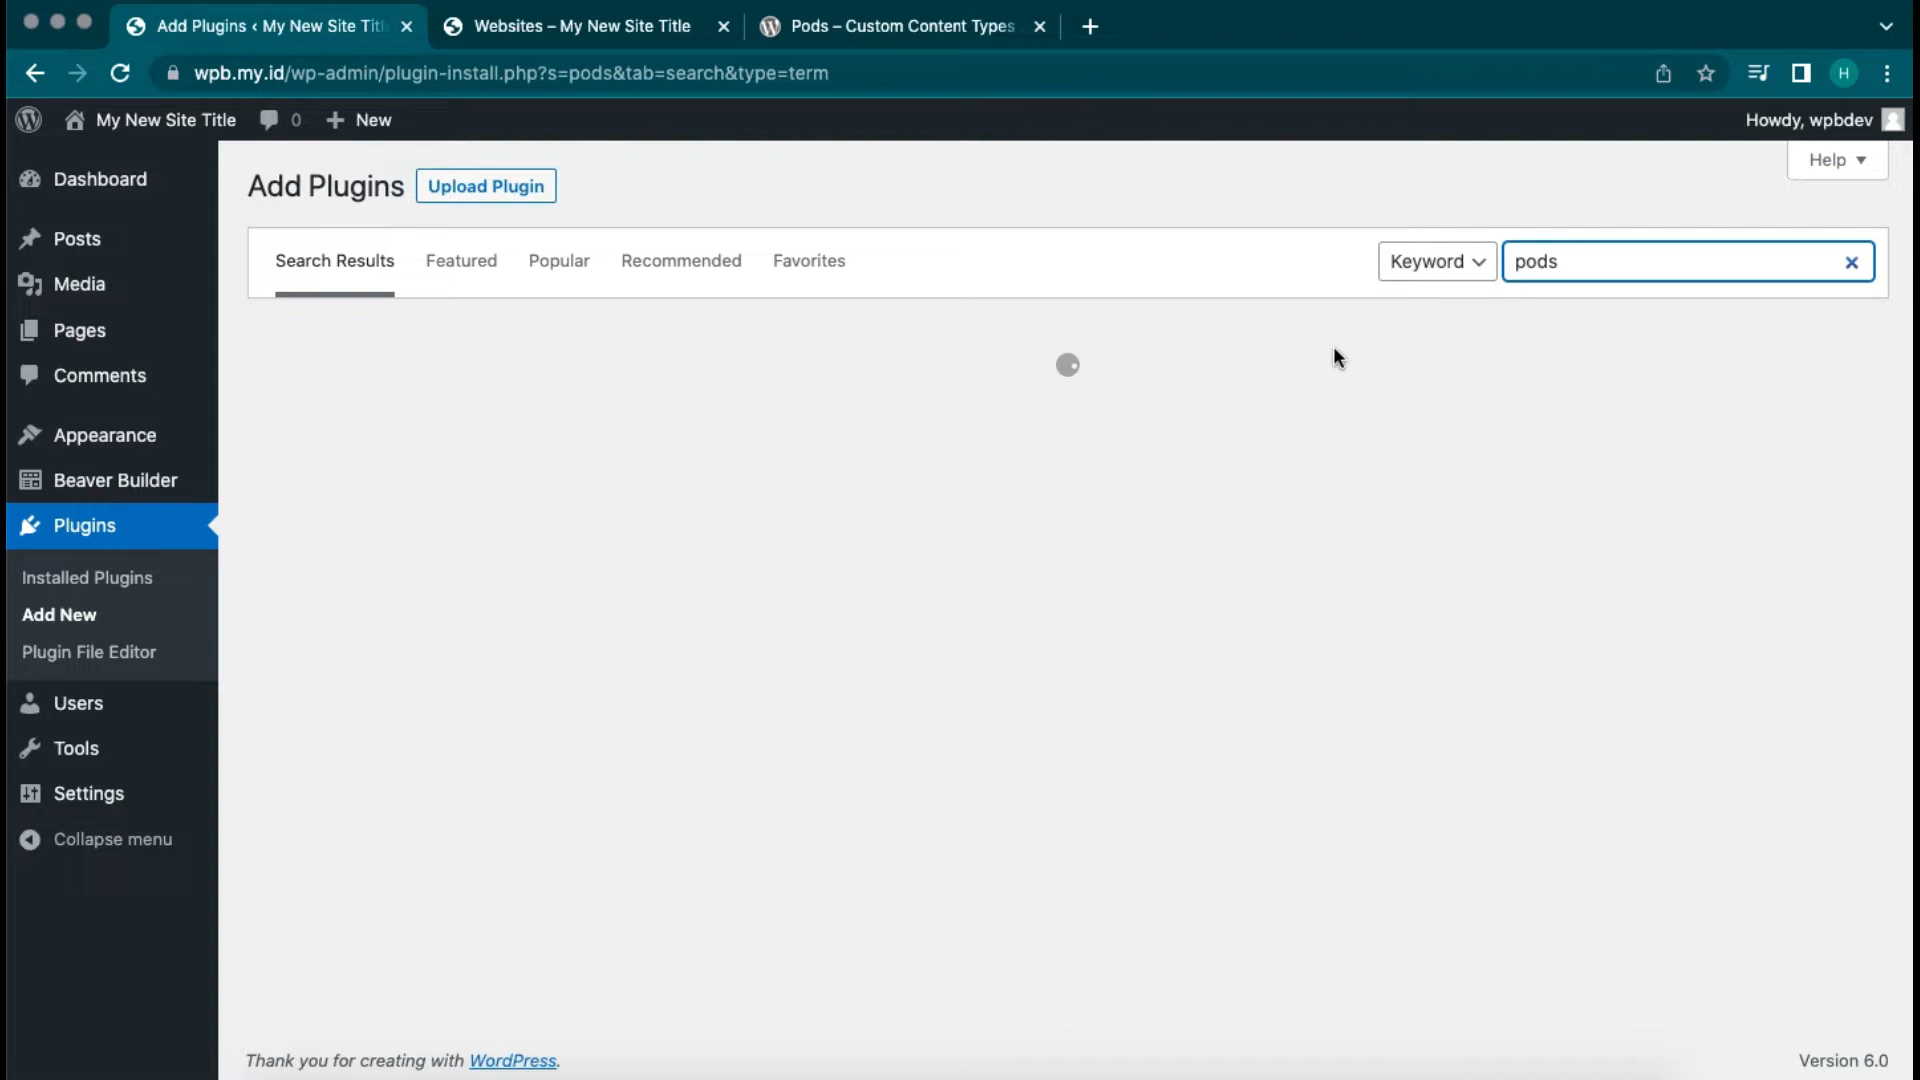 Add Plugins ‹ My New Site Titl
Websites – My New Site Title
Pods – Custom Content Types
wpb.my.id/wp-admin/plugin-install.php?s=pods&tab=search&type=term
H
My New Site Title
0
New
Howdy, wpbdev
Help
Dashboard
Posts
Media
Pages
Comments
Appearance
Beaver Builder
Plugins
Installed Plugins
Add New
Plugin File Editor
Users
Tools
Settings
Collapse menu
Add Plugins
Upload Plugin
Search Results
Featured
Popular
Recommended
Favorites
Keyword
pods
Thank you for creating with WordPress.
Version 6.0